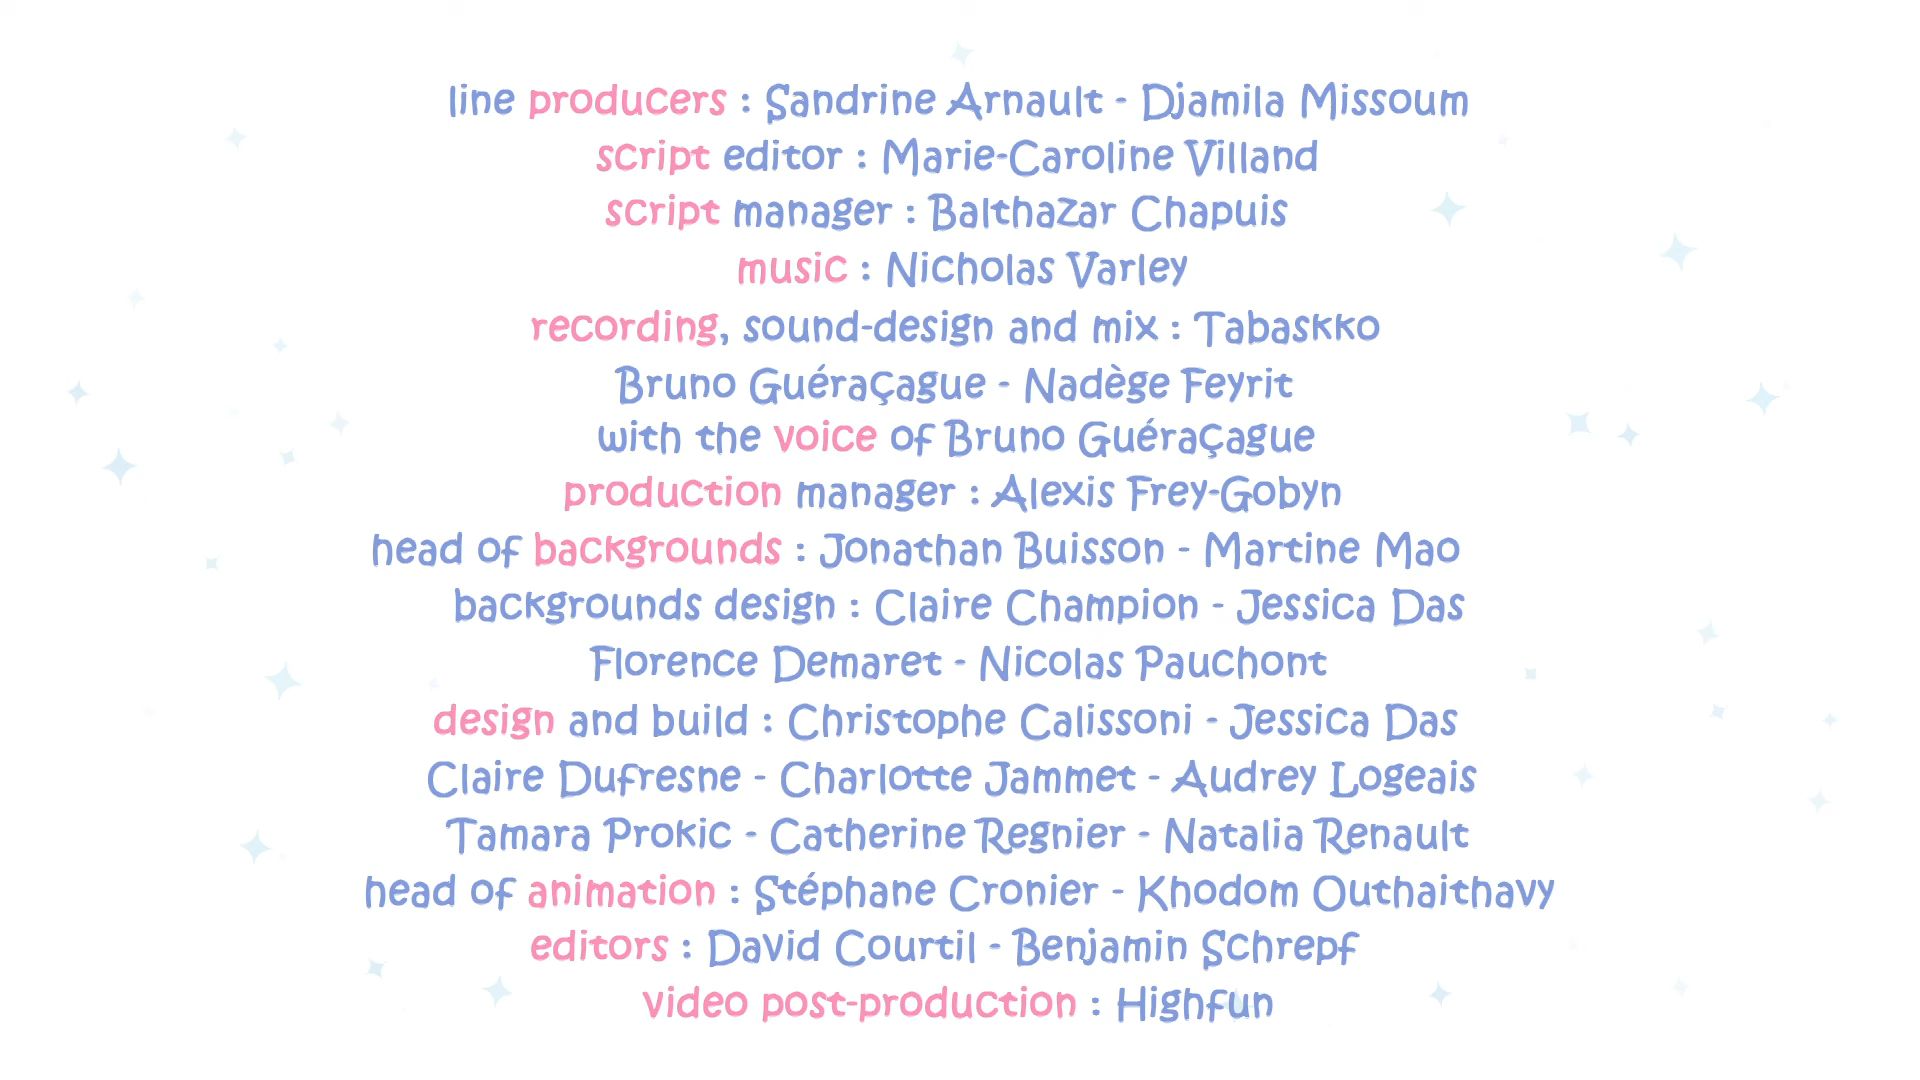 line producers : Sandrine Arnault - Djamila Missoum
script editor : Marie-Caroline Villand
script manager : Balthazar Chapuis
music : Nicholas Varley
recording, sound-design and mix : Tabaskko
Bruno Guéraçague - Nadège Feyrit
with the voice of Bruno Guéraçague
production manager : Alexis Frey-Gobyn
head of backgrounds : Jonathan Buisson - Martine Mao
backgrounds design : Claire Champion - Jessica Das
Florence Demaret - Nicolas Pauchont
design and build : Christophe Calissoni - Jessica Das
Claire Dufresne - Charlotte Jammet - Audrey Logeais
Tamara Prokic - Catherine Regnier - Natalia Renault
head of animation : Stéphane Cronier - Khodom Outhaithavy
editors : David Courtil - Benjamin Schrepf
video post-production : Highfun